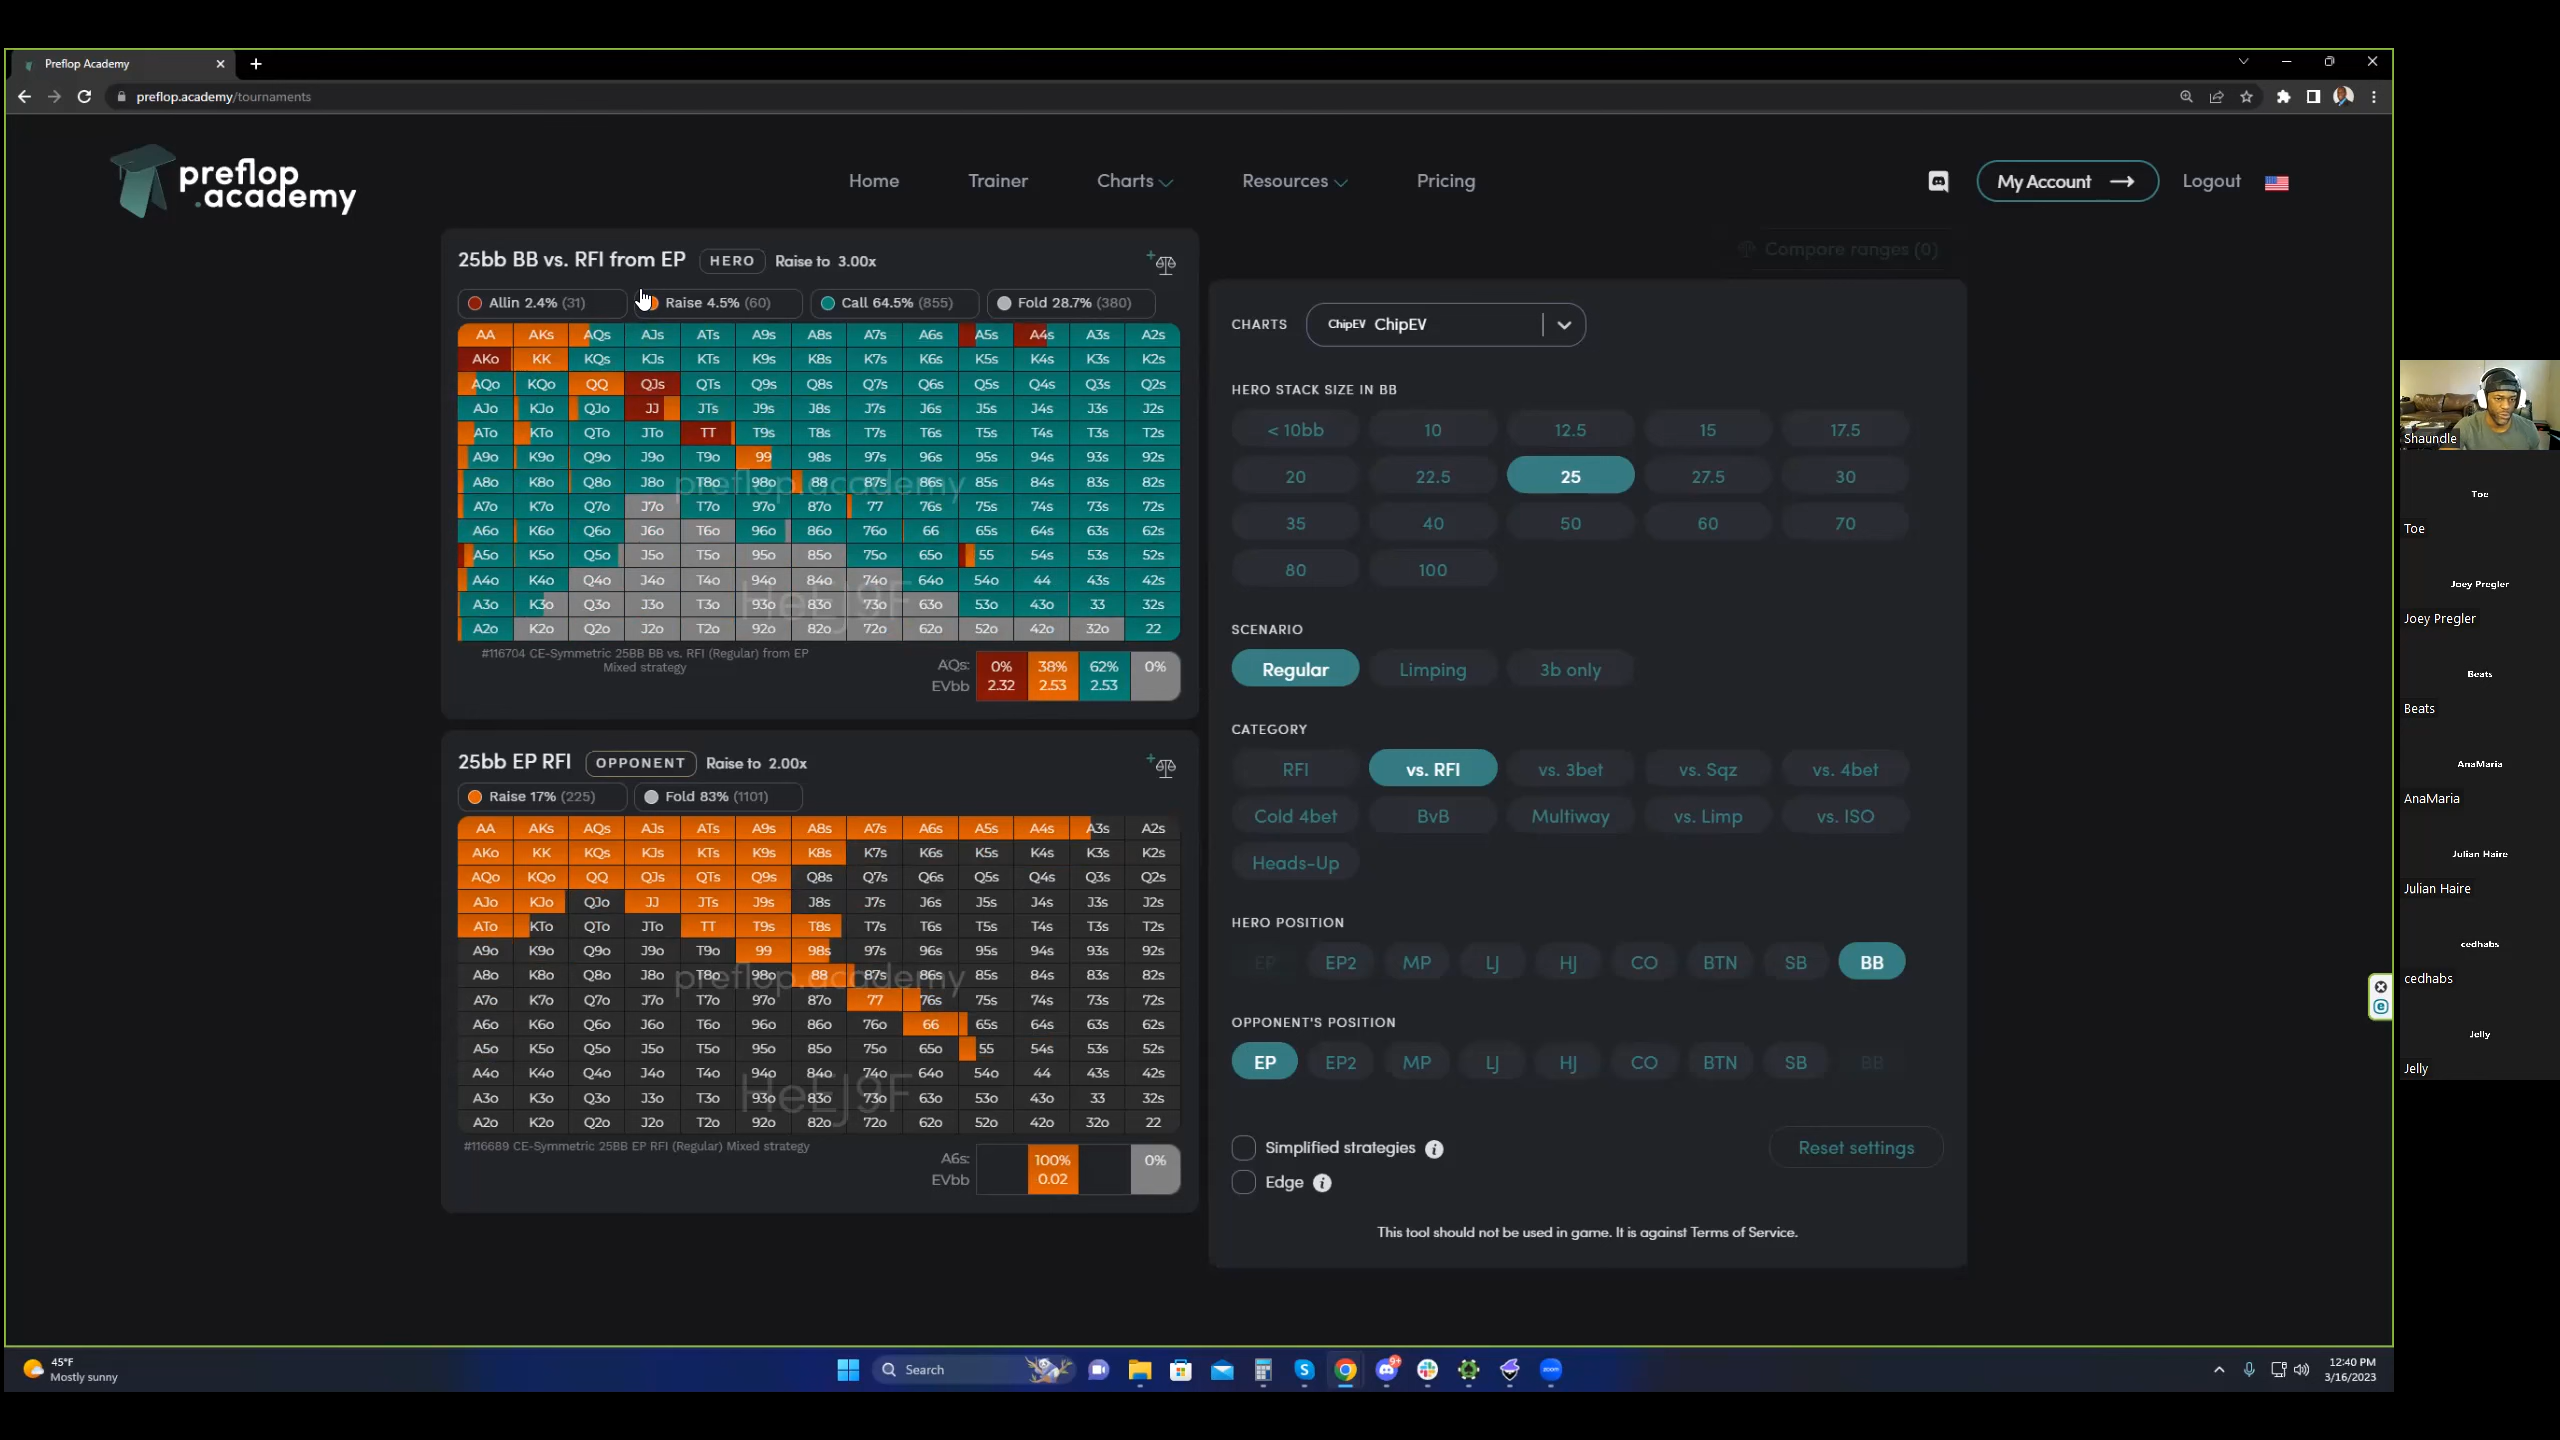 Preflop Academy
preflop.academy/tournaments
preflop
.academy
Home Trainer Charts Resources Pricing My Account Logout
Compare ranges (0)
25bb BB vs. RFI from EP HERO Raise to 3.00x
Allin 2.4% (31) Raise 4.5% (60) Call 64.5% (855) Fold 28.7% (380)
AA AKs AQs AJs ATs A9s A8s A7s A6s A5s A4s A3s A2s
AKo KK KQs KJs KTs K9s K8s K7s K6s K5s K4s K3s K2s
AQo KQo QQ QJs QTs Q9s Q8s Q7s Q6s Q5s Q4s Q3s Q2s
AJo KJo QJo JJ JTs J9s J8s J7s J6s J5s J4s J3s J2s
ATo KTo QTo JTo TT T9s T8s T7s T6s T5s T4s T3s T2s
A9o K9o Q9o J9o T9o 99 98s 97s 96s 95s 94s 93s 92s
A8o K8o Q8o J8o T8o 98o 88 87s 86s 85s 84s 83s 82s
A7o K7o Q7o J7o T7o 97o 87o 77 76s 75s 74s 73s 72s
A6o K6o Q6o J6o T6o 96o 86o 76o 66 65s 64s 63s 62s
A5o K5o Q5o J5o T5o 95o 85o 75o 65o 55 54s 53s 52s
A4o K4o Q4o J4o T4o 94o 84o 74o 64o 54o 44 43s 42s
A3o K3o Q3o J3o T3o 93o 83o 73o 63o 53o 43o 33 32s
A2o K2o Q2o J2o T2o 92o 82o 72o 62o 52o 42o 32o 22
preflop.academy
HeEJ9F
#116704 CE-Symmetric 25BB BB vs. RFI (Regular) from EP
Mixed strategy
AQs: 0% 38% 62% 0%
EVbb 2.32 2.53 2.53
25bb EP RFI OPPONENT Raise to 2.00x
Raise 17% (225) Fold 83% (1101)
AA AKs AQs AJs ATs A9s A8s A7s A6s A5s A4s A3s A2s
AKo KK KQs KJs KTs K9s K8s K7s K6s K5s K4s K3s K2s
AQo KQo QQ QJs QTs Q9s Q8s Q7s Q6s Q5s Q4s Q3s Q2s
AJo KJo QJo JJ JTs J9s J8s J7s J6s J5s J4s J3s J2s
ATo KTo QTo JTo TT T9s T8s T7s T6s T5s T4s T3s T2s
A9o K9o Q9o J9o T9o 99 98s 97s 96s 95s 94s 93s 92s
A8o K8o Q8o J8o T8o 98o 88 87s 86s 85s 84s 83s 82s
A7o K7o Q7o J7o T7o 97o 87o 77 76s 75s 74s 73s 72s
A6o K6o Q6o J6o T6o 96o 86o 76o 66 65s 64s 63s 62s
A5o K5o Q5o J5o T5o 95o 85o 75o 65o 55 54s 53s 52s
A4o K4o Q4o J4o T4o 94o 84o 74o 64o 54o 44 43s 42s
A3o K3o Q3o J3o T3o 93o 83o 73o 63o 53o 43o 33 32s
A2o K2o Q2o J2o T2o 92o 82o 72o 62o 52o 42o 32o 22
preflop.academy
HeEJ9F
#116689 CE-Symmetric 25BB EP RFI (Regular) Mixed strategy
A6s: 100% 0%
EVbb 0.02
CHARTS ChipEV ChipEV
HERO STACK SIZE IN BB
< 10bb 10 12.5 15 17.5
20 22.5 25 27.5 30
35 40 50 60 70
80 100
SCENARIO
Regular Limping 3b only
CATEGORY
RFI vs. RFI vs. 3bet vs. Sqz vs. 4bet
Cold 4bet BvB Multiway vs. Limp vs. ISO
Heads-Up
HERO POSITION
EP EP2 MP LJ HJ CO BTN SB BB
OPPONENT'S POSITION
EP EP2 MP LJ HJ CO BTN SB BB
Simplified strategies i Reset settings
Edge i
This tool should not be used in game. It is against Terms of Service.
Shaundle
Toe
Toe
Joey Pregler
Joey Pregler
Beats
Beats
AnaMaria
AnaMaria
Julian Haire
Julian Haire
cedhabs
cedhabs
Jelly
Jelly
45°F
Mostly sunny
Search
S
9+
zoom
12:40 PM
3/16/2023